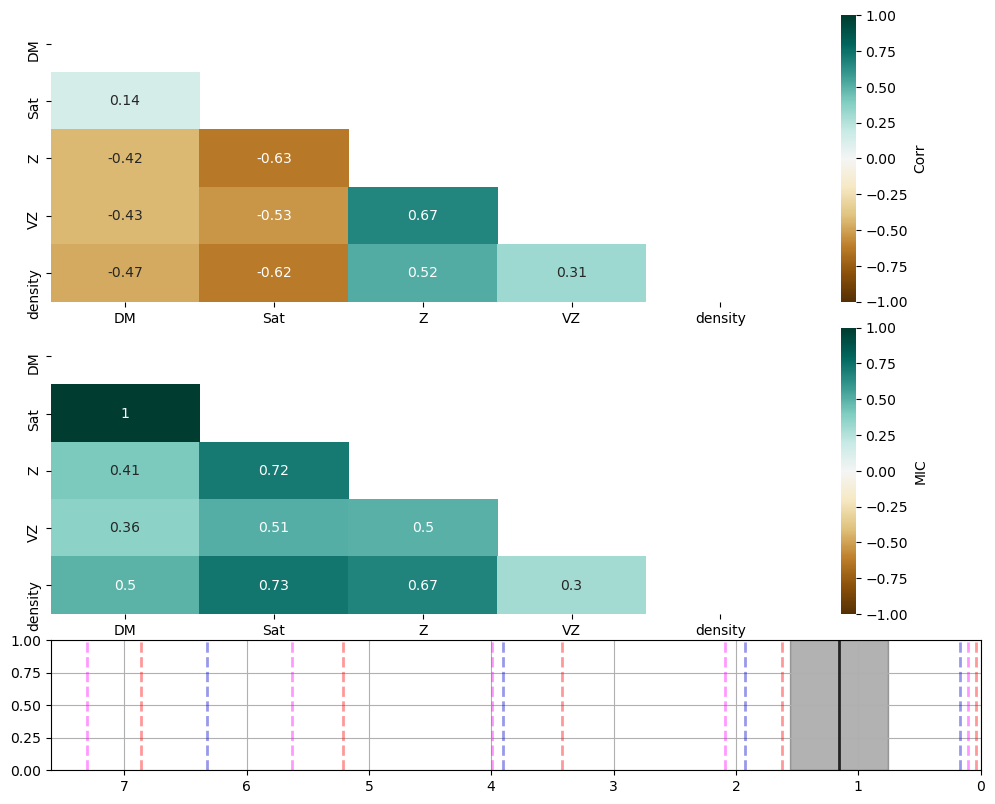 DM
Sat
Z
VZ
density
0.14
-0.42 -0.63
-0.43 -0.53 0.67
-0.47 -0.62 0.52 0.31
DM Sat Z VZ density
1.00
0.75
0.50
0.25
0.00
−0.25
−0.50
−0.75
−1.00
Corr
DM
Sat
Z
VZ
density
1
0.41 0.72
0.36 0.51 0.5
0.5 0.73 0.67 0.3
DM Sat Z VZ density
1.00
0.75
0.50
0.25
0.00
−0.25
−0.50
−0.75
−1.00
MIC
1.00
0.75
0.50
0.25
0.00
7 6 5 4 3 2 1 0